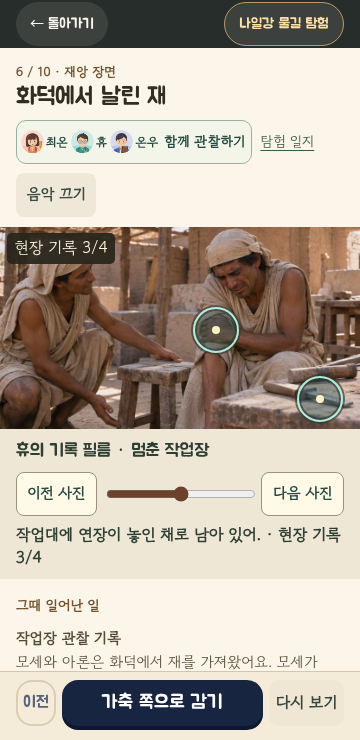 ← 돌아가기
나일강 물길 탐험
6 / 10 · 재앙 장면
화덕에서 날린 재
최온 휴 온우 함께 관찰하기
탐험 일지
음악 끄기
현장 기록 3/4
휴의 기록 필름 · 멈춘 작업장
이전 사진
다음 사진
작업대에 연장이 놓인 채로 남아 있어. · 현장 기록
3/4
그때 일어난 일
작업장 관찰 기록
모세와 아론은 화덕에서 재를 가져왔어요. 모세가
이전
가축 쪽으로 감기
다시 보기